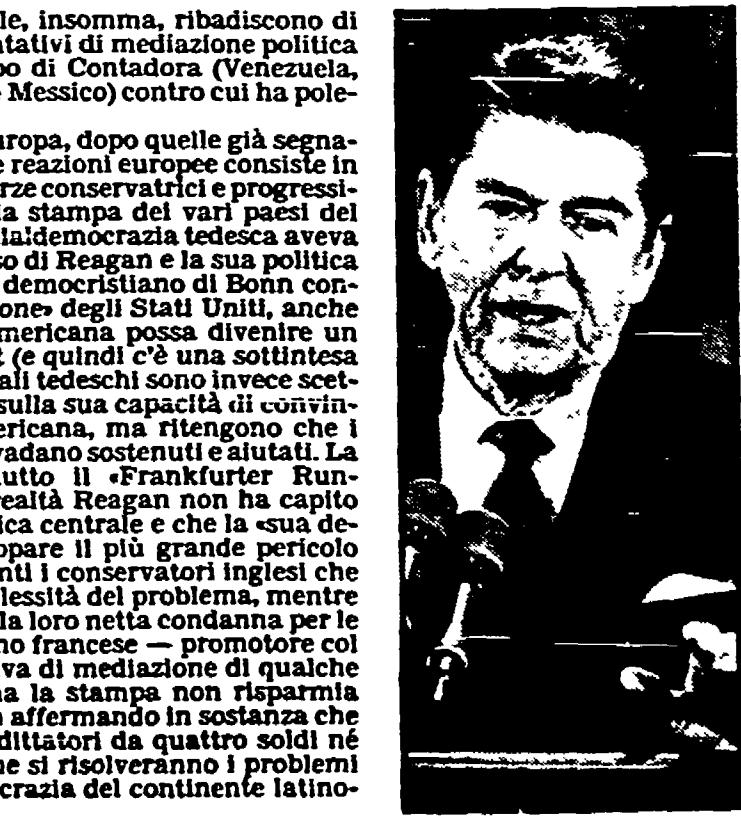 le, insomma, ribadiscono di
tativi di mediazione politica
po di Contadora (Venezuela,
Messico) contro cui ha pole-
uropa, dopo quelle già segna-
e reazioni europee consiste in
rze conservatrici e progressi-
a stampa dei vari paesi del
laldemocrazia tedesca aveva
so di Reagan e la sua politica
democristiano di Bonn con-
one» degli Stati Uniti, anche
mericana possa divenire un
t (e quindi c'è una sottintesa
ali tedeschi sono invece scet-
sulla sua capacità di convin-
ericana, ma ritengono che i
vadano sostenuti e aiutati. La
utto il «Frankfurter Run-
realtà Reagan non ha capito
ica centrale e che la «sua de-
ppare il più grande pericolo
nti i conservatori inglesi che
lessità del problema, mentre
la loro netta condanna per le
no francese — promotore col
va di mediazione di qualche
na la stampa non risparmia
affermando in sostanza che
dittatori da quattro soldi né
ne si risolveranno i problemi
crazia del continente latino-